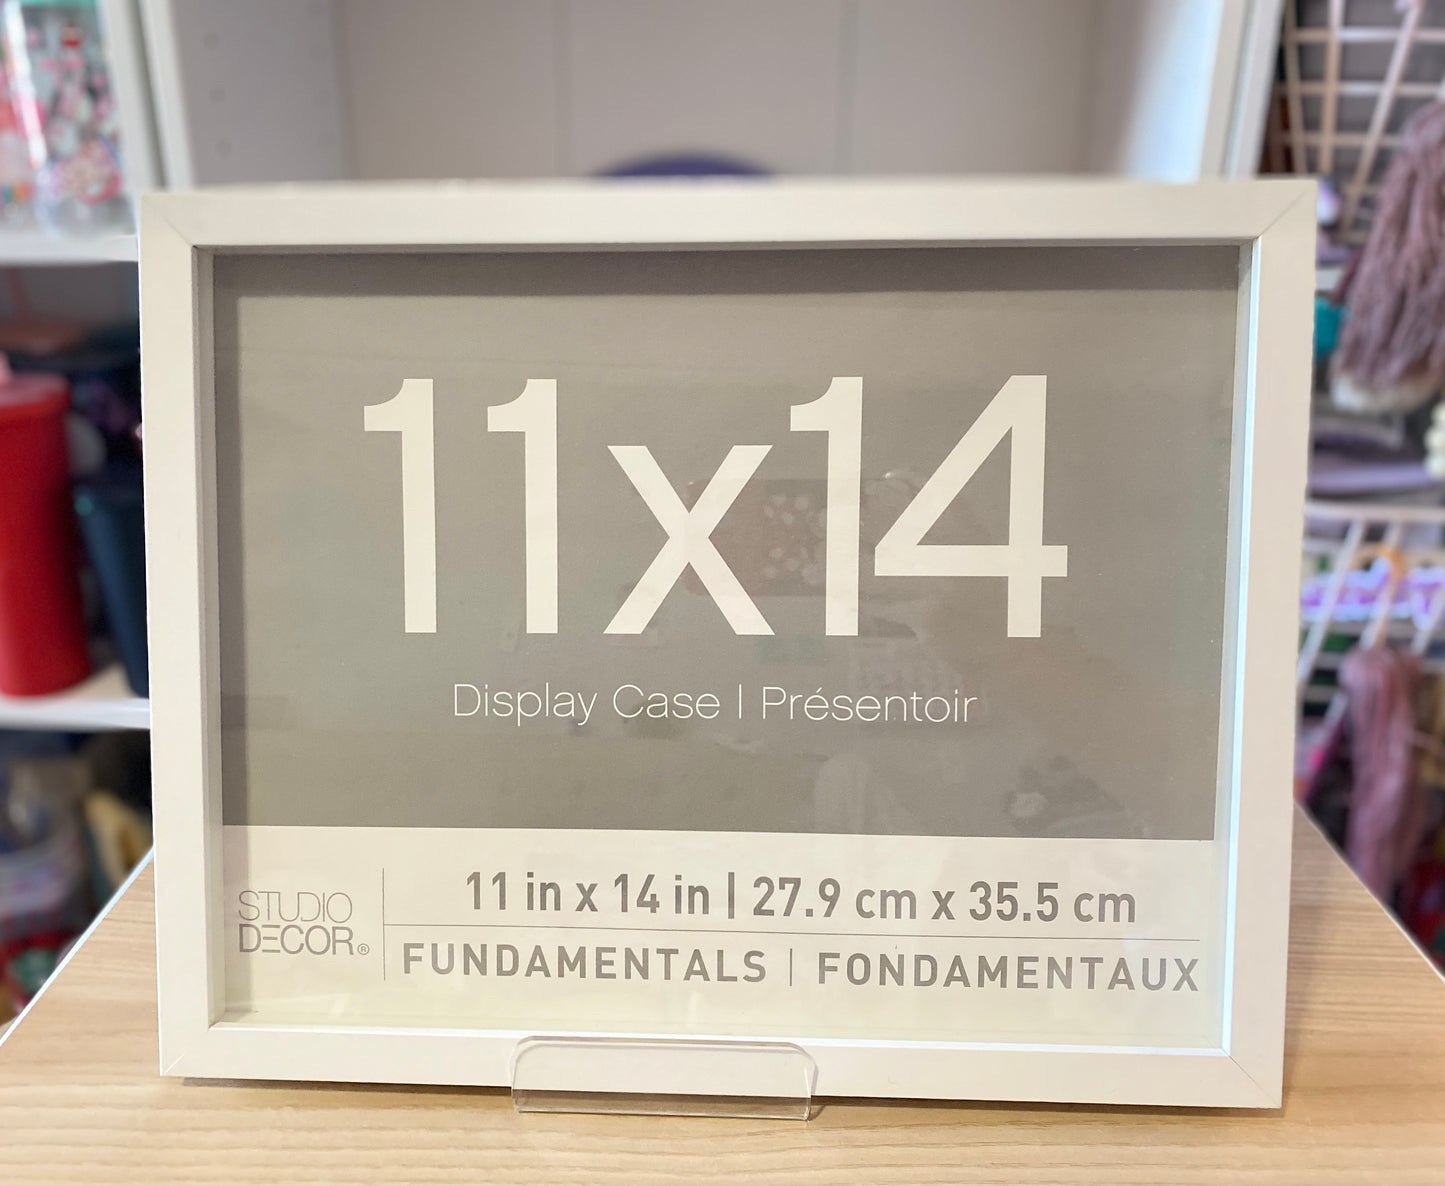 11x14
Display Case | Présentoir
STUDIO
DECOR®
11 in x 14 in | 27.9 cm x 35.5 cm
FUNDAMENTALS | FONDAMENTAUX